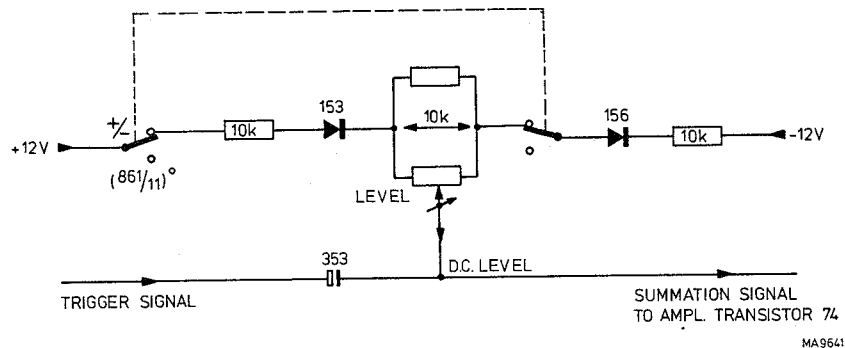 153
156
+/-
10k
10k
10k
+12V
-12V
(861/11)°
LEVEL
353
D.C. LEVEL
TRIGGER SIGNAL
SUMMATION SIGNAL
TO AMPL. TRANSISTOR 74
MA9641